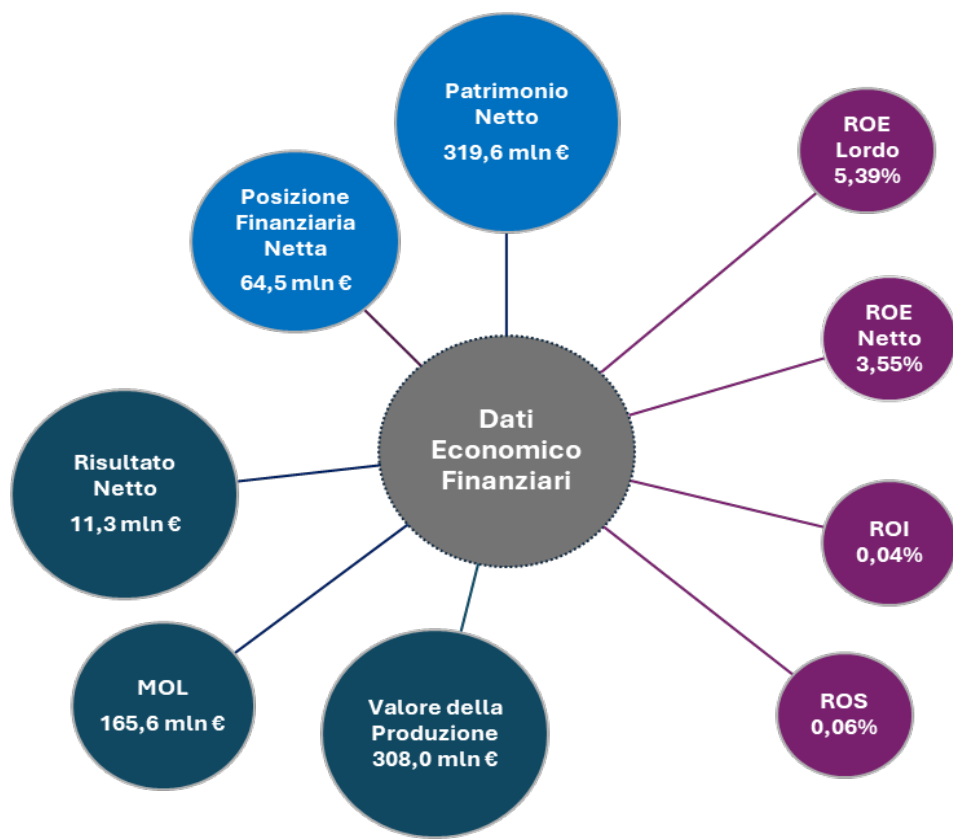 Patrimonio
Netto
319,6 mln €
Posizione
Finanziaria
Netta
64,5 mln €
ROE
Lordo
5,39%
ROE
Netto
3,55%
Dati
Economico
Finanziari
Risultato
Netto
11,3 mln €
ROI
0,04%
MOL
165,6 mln €
Valore della
Produzione
308,0 mln €
ROS
0,06%